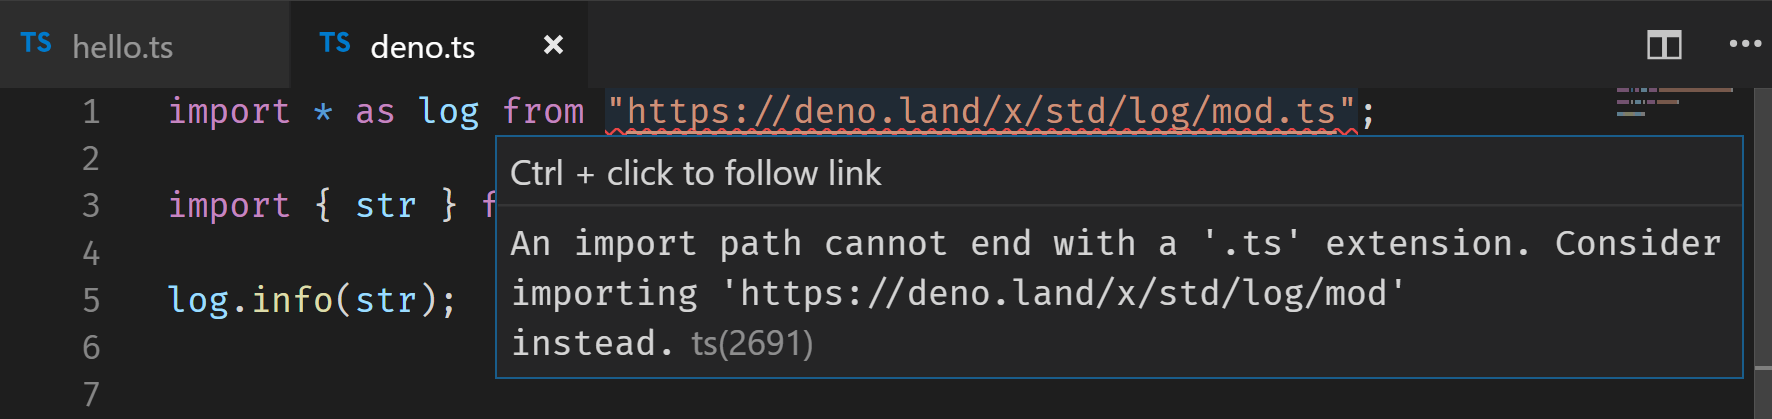 TS hello.ts TS deno.ts ×
1 import * as log from "https://deno.land/x/std/log/mod.ts";
Ctrl + click to follow link
2
3 import { str } f
An import path cannot end with a '.ts' extension. Consider
4
importing 'https://deno.land/x/std/log/mod'
5 log.info(str);
instead. ts(2691)
6
7